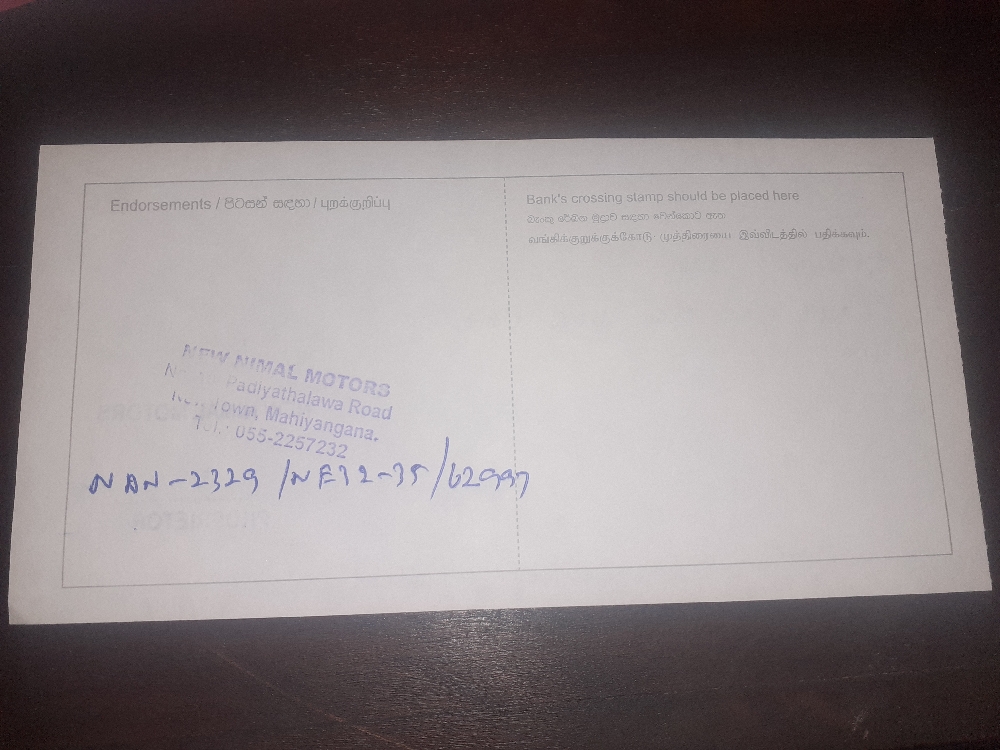 Endorsements / පිටසන් සඳහා / புறக்குறிப்பு
Bank's crossing stamp should be placed here
வங்கிக்குறுக்குக்கோடு முத்திரையை இவ்விடத்தில் பதிக்கவும்.
NEW NIMAL MOTORS
Padiyathalawa Road
Town, Mahiyangana.
Tel.: 055-2257232
NAN-2329 /NE32-35/62997